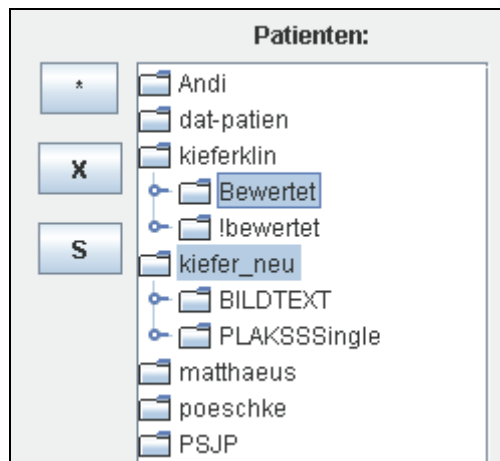 Patienten:
*
X
S
Andi
dat-patien
kieferklin
Bewertet
!bewertet
kiefer_neu
BILDTEXT
PLAKSSSingle
matthaeus
poeschke
PSJP